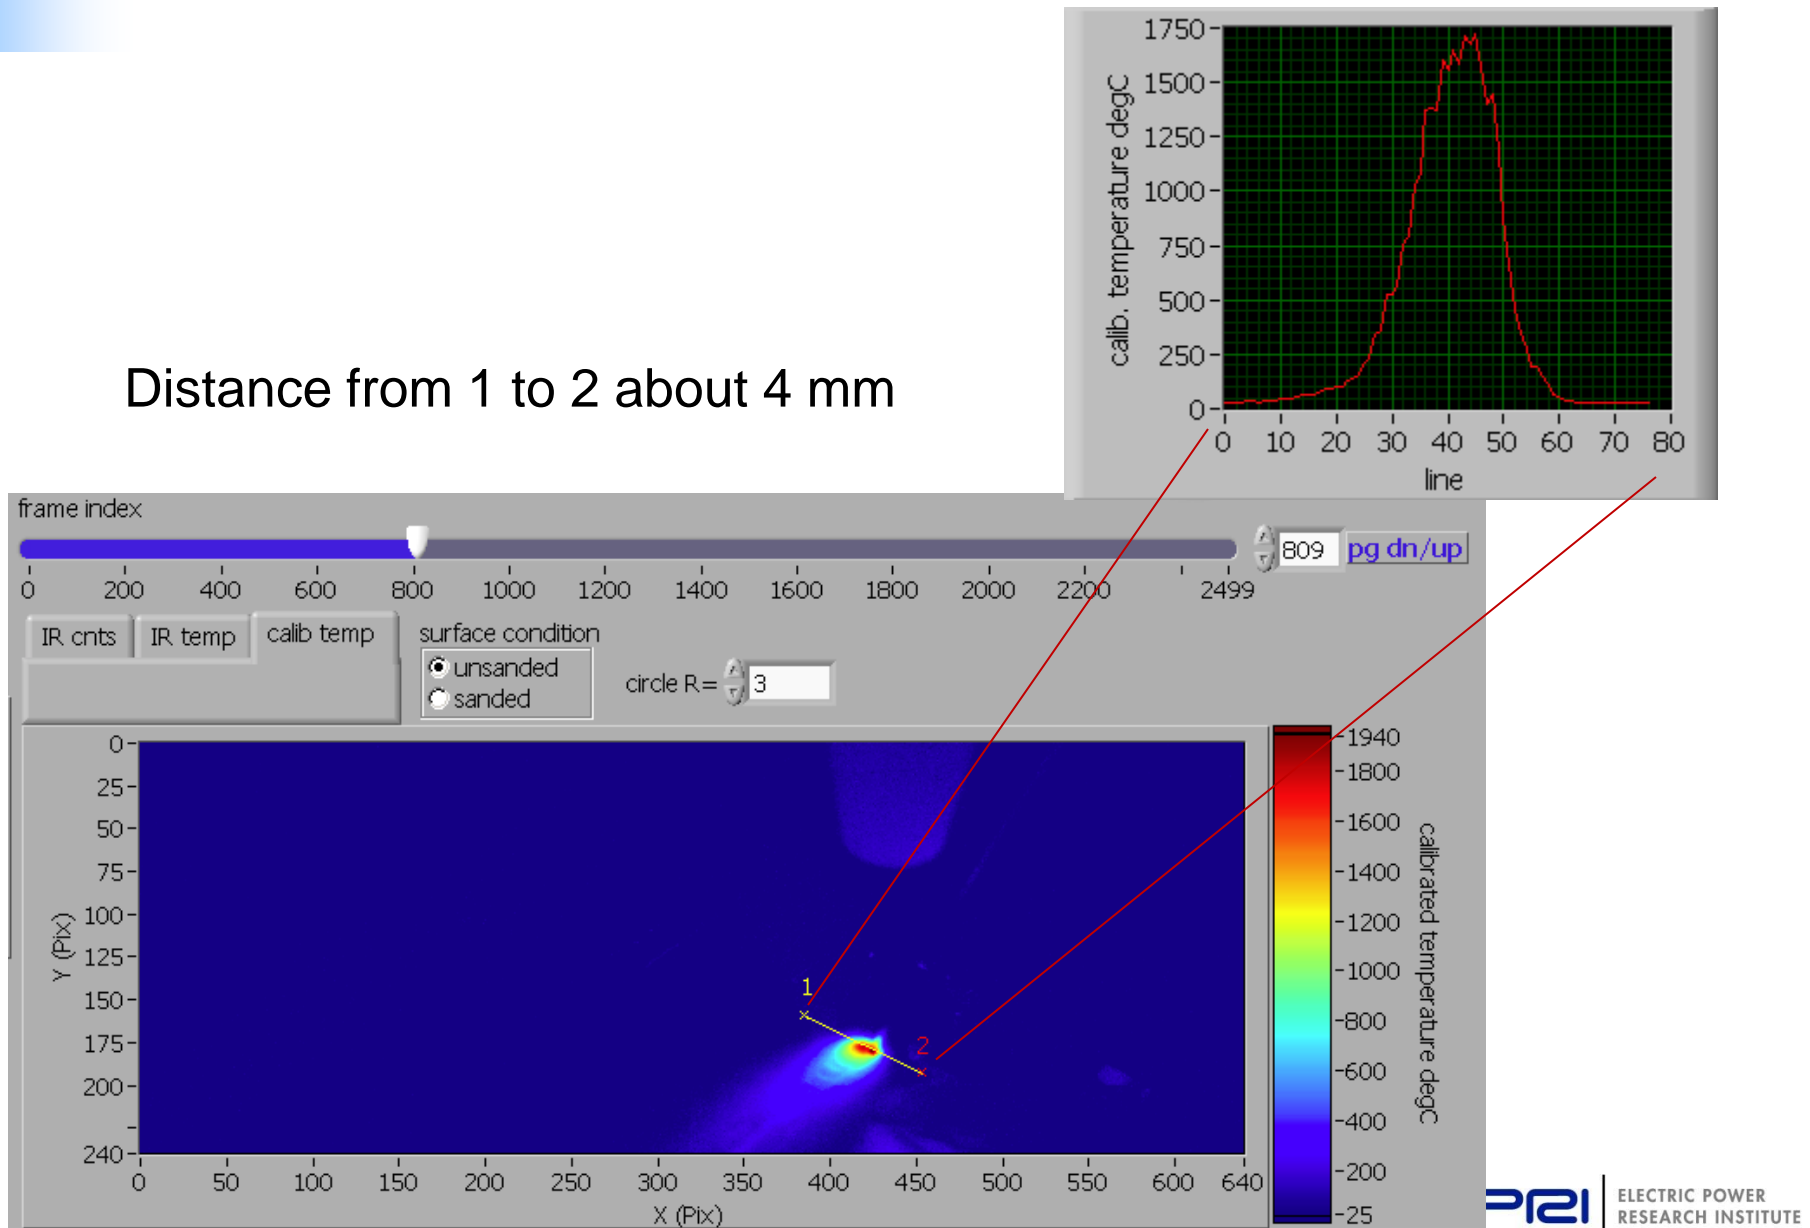 1750
1500
1250
1000
750
500
250
0
calib. temperature degC
0 10 20 30 40 50 60 70 80
line
Distance from 1 to 2 about 4 mm
frame index
809 pg dn/up
0 200 400 600 800 1000 1200 1400 1600 1800 2000 2200 2499
IR cnts IR temp calib temp
surface condition
unsanded
sanded
circle R= 3
0
25
50
75
100
125
150
175
200
240
Y (Pix)
1
2
0 50 100 150 200 250 300 350 400 450 500 550 600 640
X (Pix)
1940
1800
1600
1400
1200
1000
800
600
400
200
25
calibrated temperature degC
ELECTRIC POWER
RESEARCH INSTITUTE